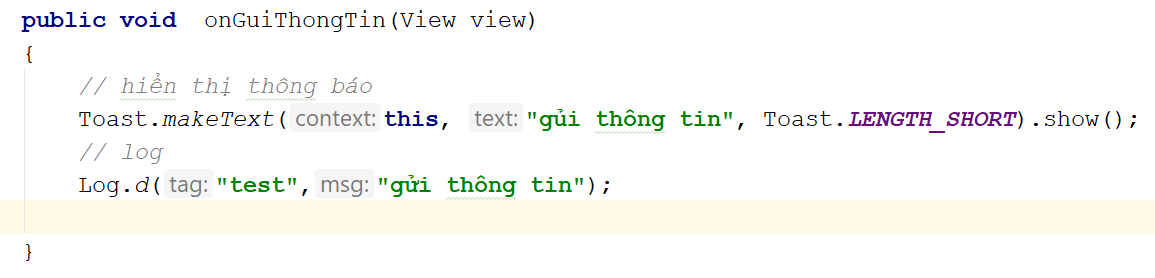 public void  onGuiThongTin(View view)
{
// hiển thị thông báo
Toast.makeText( context: this, text: "gủi thông tin", Toast.LENGTH_SHORT).show();
// log
Log.d( tag: "test", msg: "gửi thông tin");
}